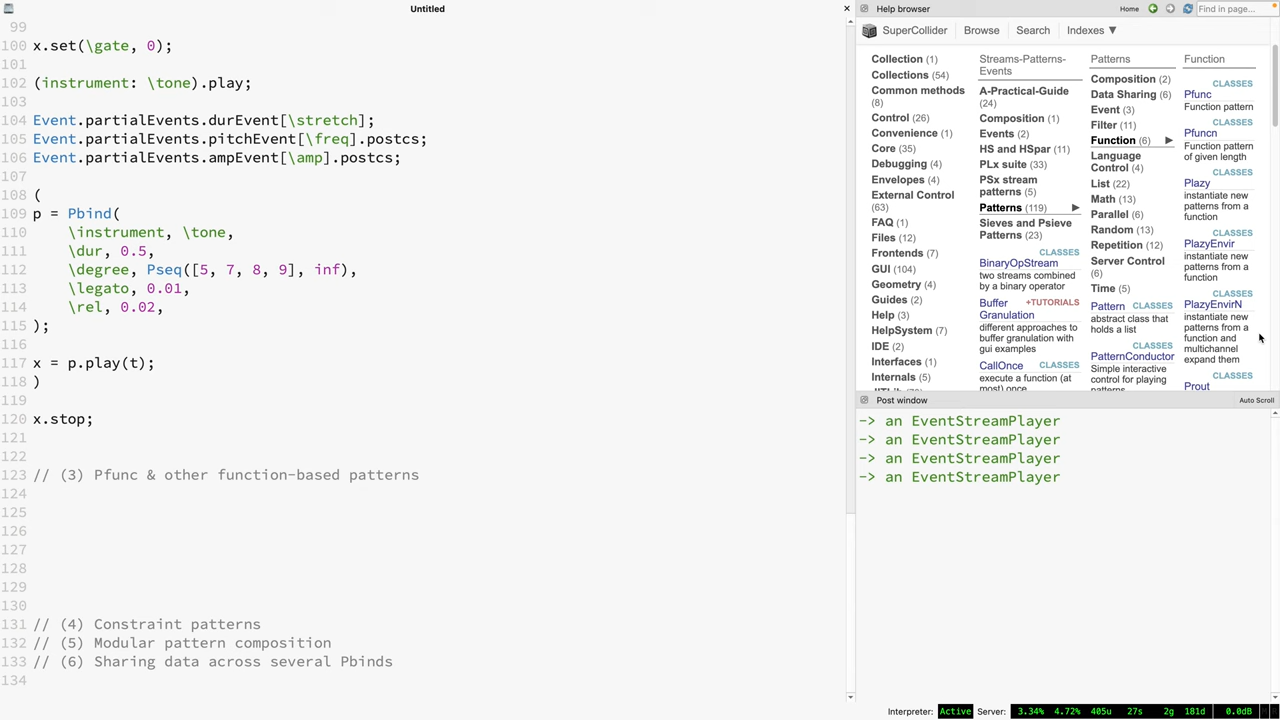 Untitled
99
100 x.set(\gate, 0);
101
102 (instrument: \tone).play;
103
104 Event.partialEvents.durEvent[\stretch];
105 Event.partialEvents.pitchEvent[\freq].postcs;
106 Event.partialEvents.ampEvent[\amp].postcs;
107
108 (
109 p = Pbind(
110 \instrument, \tone,
111 \dur, 0.5,
112 \degree, Pseq([5, 7, 8, 9], inf),
113 \legato, 0.01,
114 \rel, 0.02,
115 );
116
117 x = p.play(t);
118 )
119
120 x.stop;
121
122
123 // (3) Pfunc & other function-based patterns
124
125
126
127
128
129
130
131 // (4) Constraint patterns
132 // (5) Modular pattern composition
133 // (6) Sharing data across several Pbinds
134
Help browser
Home
Find in page...
SuperCollider Browse Search Indexes ▼
Collection (1)
Collections (54)
Common methods
(8)
Control (26)
Convenience (1)
Core (35)
Debugging (4)
Envelopes (4)
External Control
(63)
FAQ (1)
Files (12)
Frontends (7)
GUI (104)
Geometry (4)
Guides (2)
Help (3)
HelpSystem (7)
IDE (2)
Interfaces (1)
Internals (5)
Streams-Patterns-
Events
A-Practical-Guide
(24)
Composition (1)
Events (2)
HS and HSpar (11)
PLx suite (33)
PSx stream
patterns (5)
Patterns (119) ▶
Sieves and Psieve
Patterns (23)
CLASSES
BinaryOpStream
two streams combined
by a binary operator
Buffer +TUTORIALS
Granulation
different approaches to
buffer granulation with
gui examples
CallOnce CLASSES
execute a function (at
most) once
Patterns
Composition (2)
Data Sharing (6)
Event (3)
Filter (11)
Function (6) ▶
Language
Control (4)
List (22)
Math (13)
Parallel (6)
Random (13)
Repetition (12)
Server Control
(6)
Time (5)
Pattern CLASSES
abstract class that
holds a list
CLASSES
PatternConductor
Simple interactive
control for playing
patterns
Function
CLASSES
Pfunc
Function pattern
CLASSES
Pfuncn
Function pattern
of given length
CLASSES
Plazy
instantiate new
patterns from a
function
CLASSES
PlazyEnvir
instantiate new
patterns from a
function
CLASSES
PlazyEnvirN
instantiate new
patterns from a
function and
multichannel
expand them
CLASSES
Prout
Post window
Auto Scroll
-> an EventStreamPlayer
-> an EventStreamPlayer
-> an EventStreamPlayer
-> an EventStreamPlayer
Interpreter: Active Server: 3.34% 4.72% 405u 27s 2g 181d 0.0dB